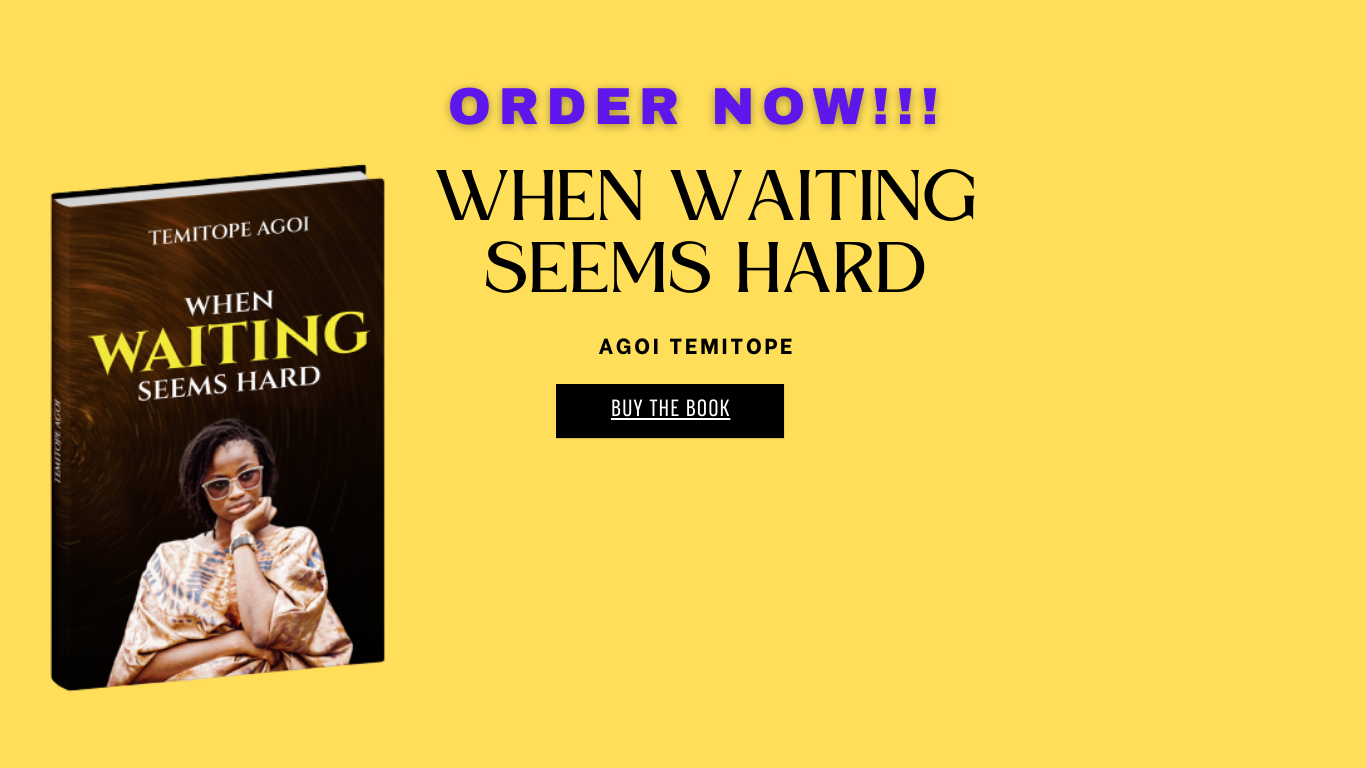 ORDER NOW!!!
WHEN WAITING
SEEMS HARD
AGOI TEMITOPE
BUY THE BOOK
TEMITOPE AGOI
WHEN
WAITING
SEEMS HARD
TEMITOPE AGOI